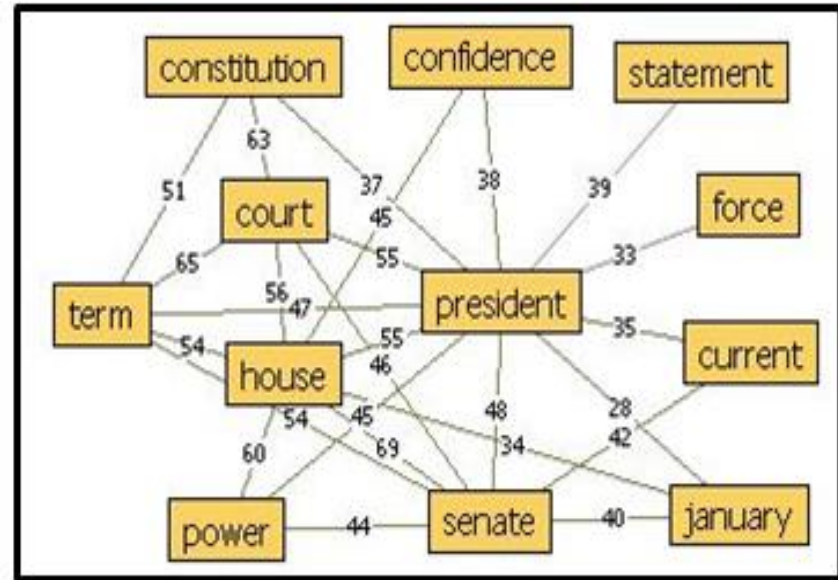 constitution
confidence
statement
63
51
37
38
39
court
45
force
65
55
33
56
term
47
president
54
55
35
46
current
house
54
45
48
28
42
60
69
34
power
44
senate
40
january